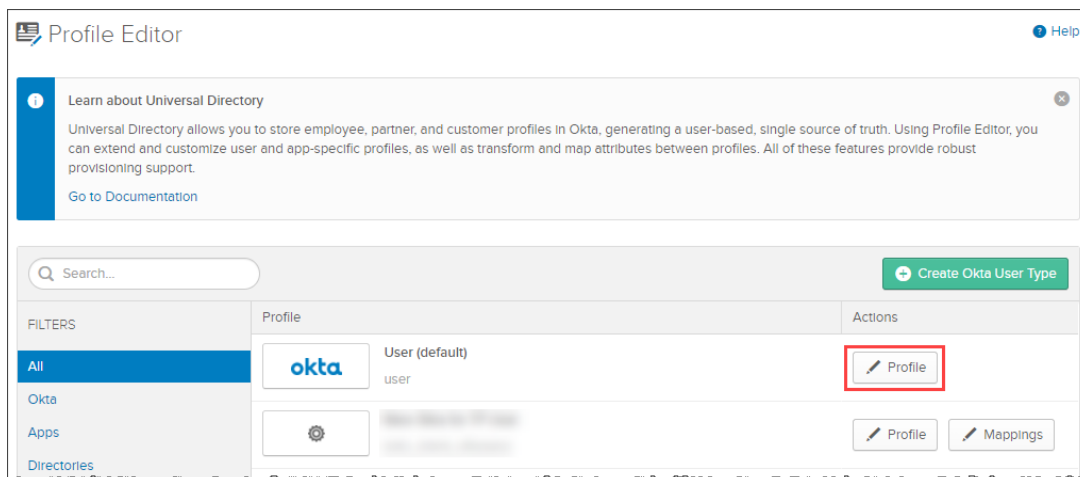 Profile Editor
Help
Learn about Universal Directory
Universal Directory allows you to store employee, partner, and customer profiles in Okta, generating a user-based, single source of truth. Using Profile Editor, you
can extend and customize user and app-specific profiles, as well as transform and map attributes between profiles. All of these features provide robust
provisioning support.
Go to Documentation
Search...
Create Okta User Type
FILTERS
Profile
Actions
All
okta
User (default)
user
Profile
Okta
Apps
Profile
Mappings
Directories